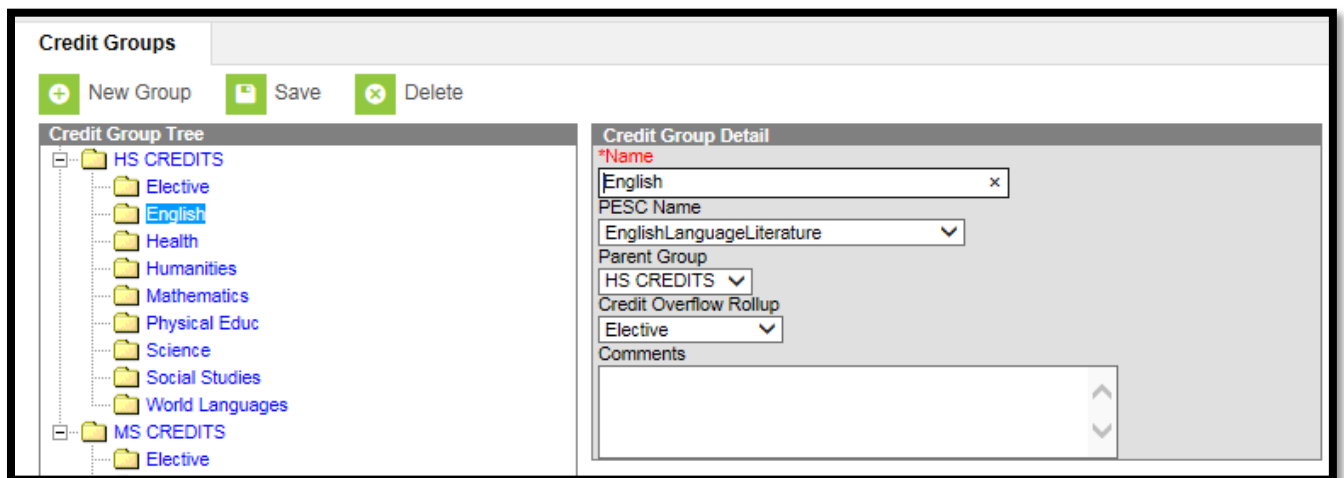 Credit Groups
New Group Save Delete
Credit Group Tree
HS CREDITS
Elective
English
Health
Humanities
Mathematics
Physical Educ
Science
Social Studies
World Languages
MS CREDITS
Elective
Credit Group Detail
*Name
English ×
PESC Name
EnglishLanguageLiterature
Parent Group
HS CREDITS
Credit Overflow Rollup
Elective
Comments